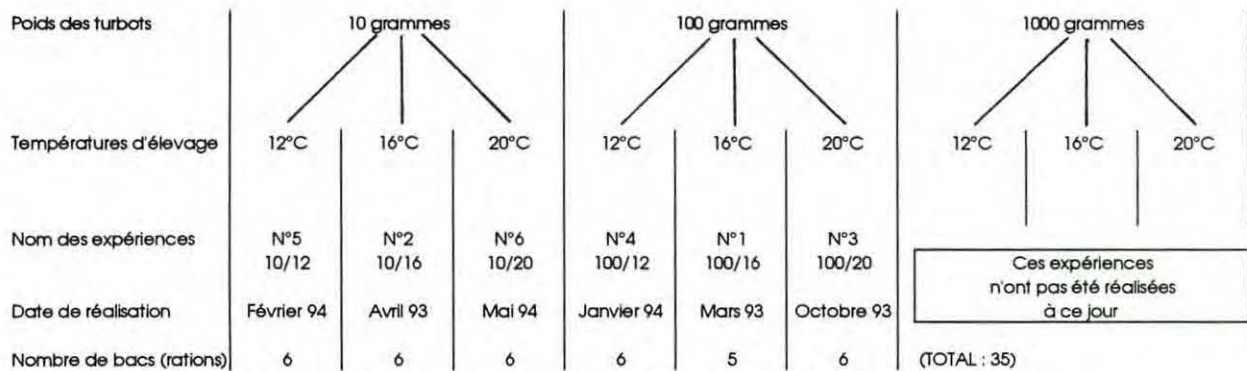 Poids des turbots 10 grammes 100 grammes 1000 grammes
Températures d'élevage 12°C 16°C 20°C 12°C 16°C 20°C 12°C 16°C 20°C
Nom des expériences N°5 N°2 N°6 N°4 N°1 N°3
10/12 10/16 10/20 100/12 100/16 100/20
Ces expériences
n'ont pas été réalisées
à ce jour
Date de réalisation Février 94 Avril 93 Mai 94 Janvier 94 Mars 93 Octobre 93
Nombre de bacs (rations) 6 6 6 6 5 6 (TOTAL : 35)